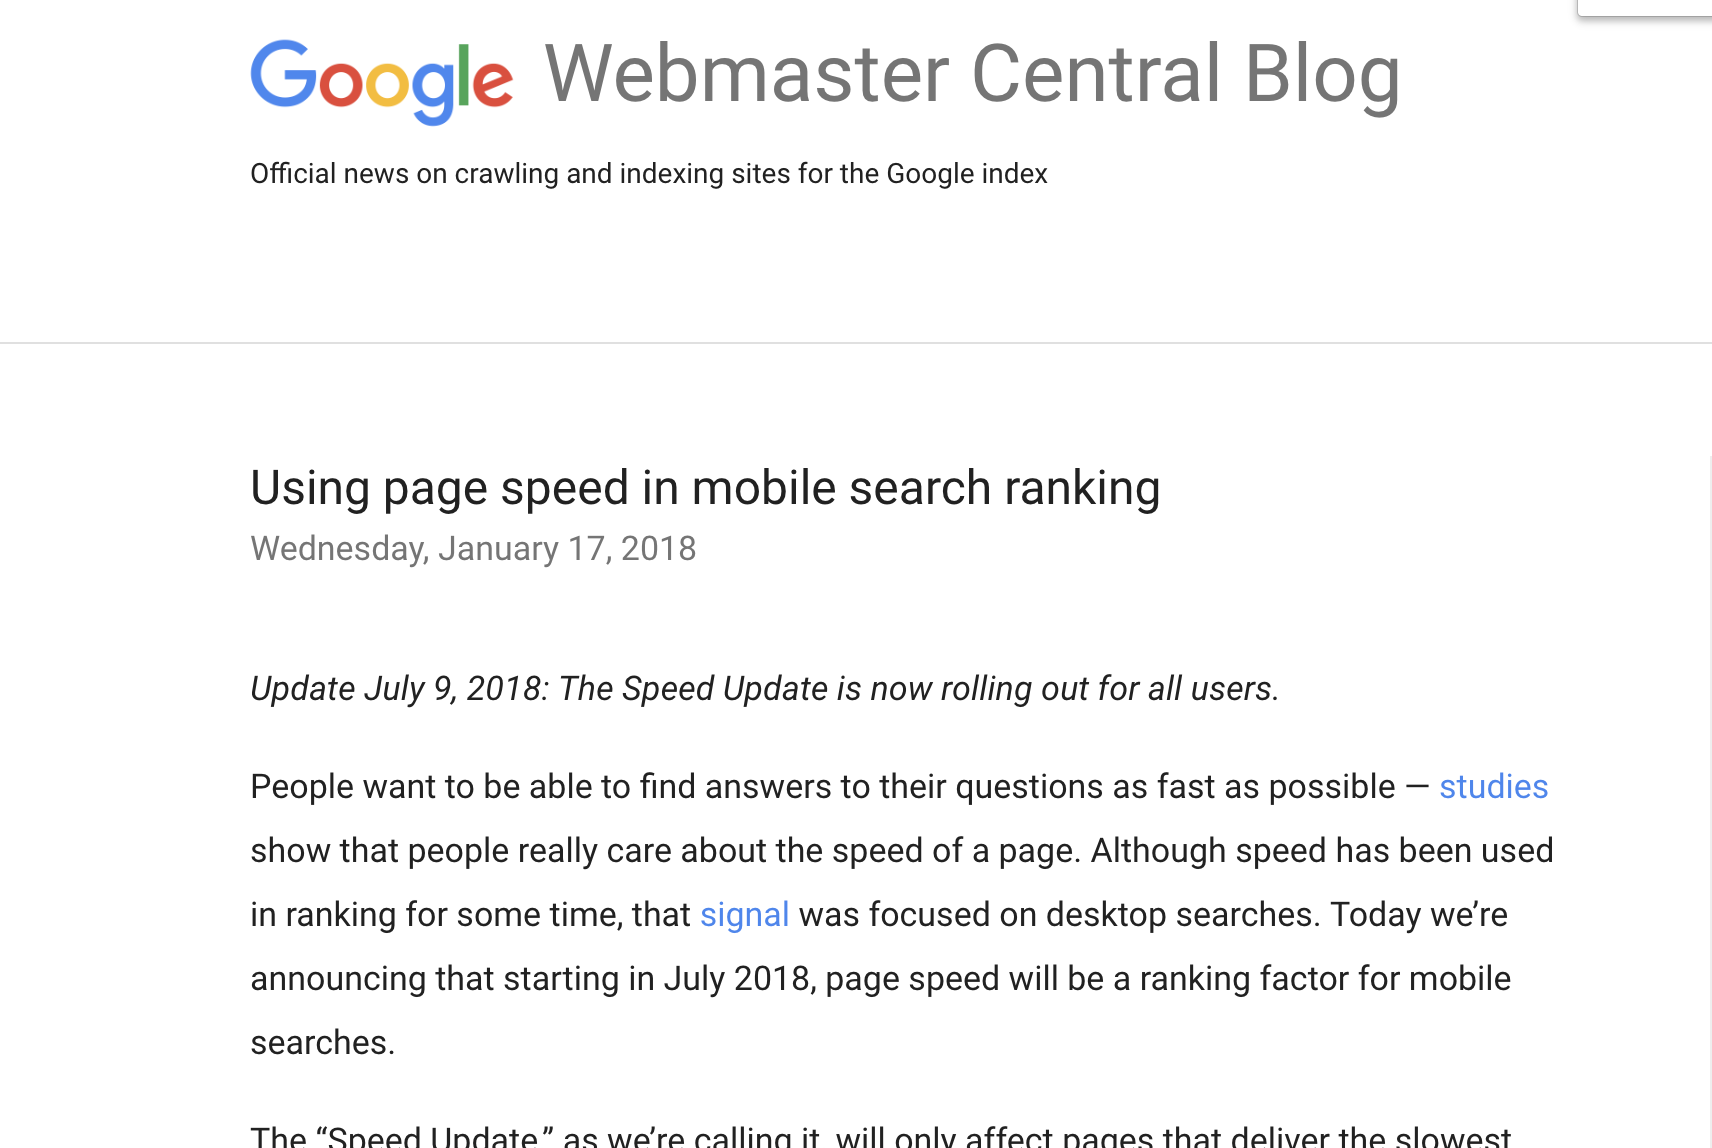 Google Webmaster Central Blog
Official news on crawling and indexing sites for the Google index
Using page speed in mobile search ranking
Wednesday, January 17, 2018
Update July 9, 2018: The Speed Update is now rolling out for all users.
People want to be able to find answers to their questions as fast as possible — studies
show that people really care about the speed of a page. Although speed has been used
in ranking for some time, that signal was focused on desktop searches. Today we’re
announcing that starting in July 2018, page speed will be a ranking factor for mobile
searches.
The “Speed Update,” as we’re calling it, will only affect pages that deliver the slowest